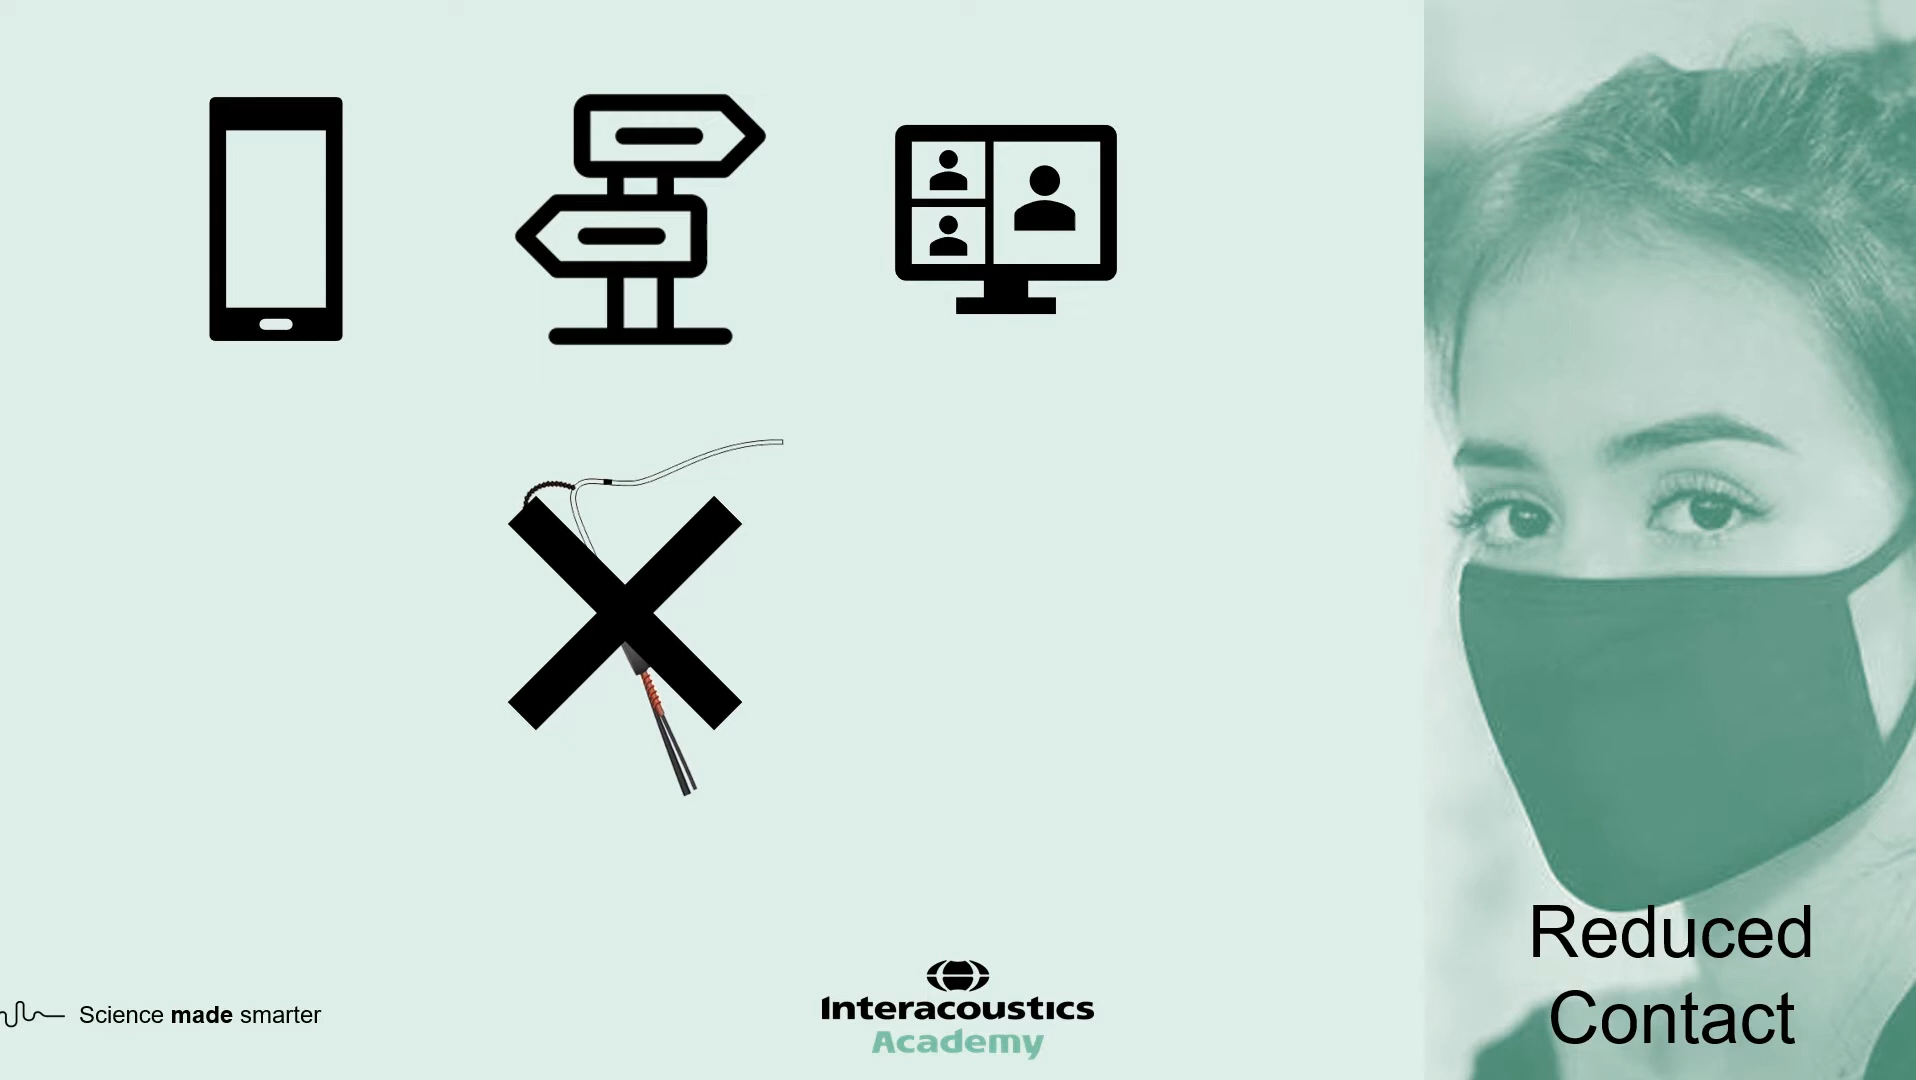 Reduced
Contact
Science made smarter
Interacoustics
Academy